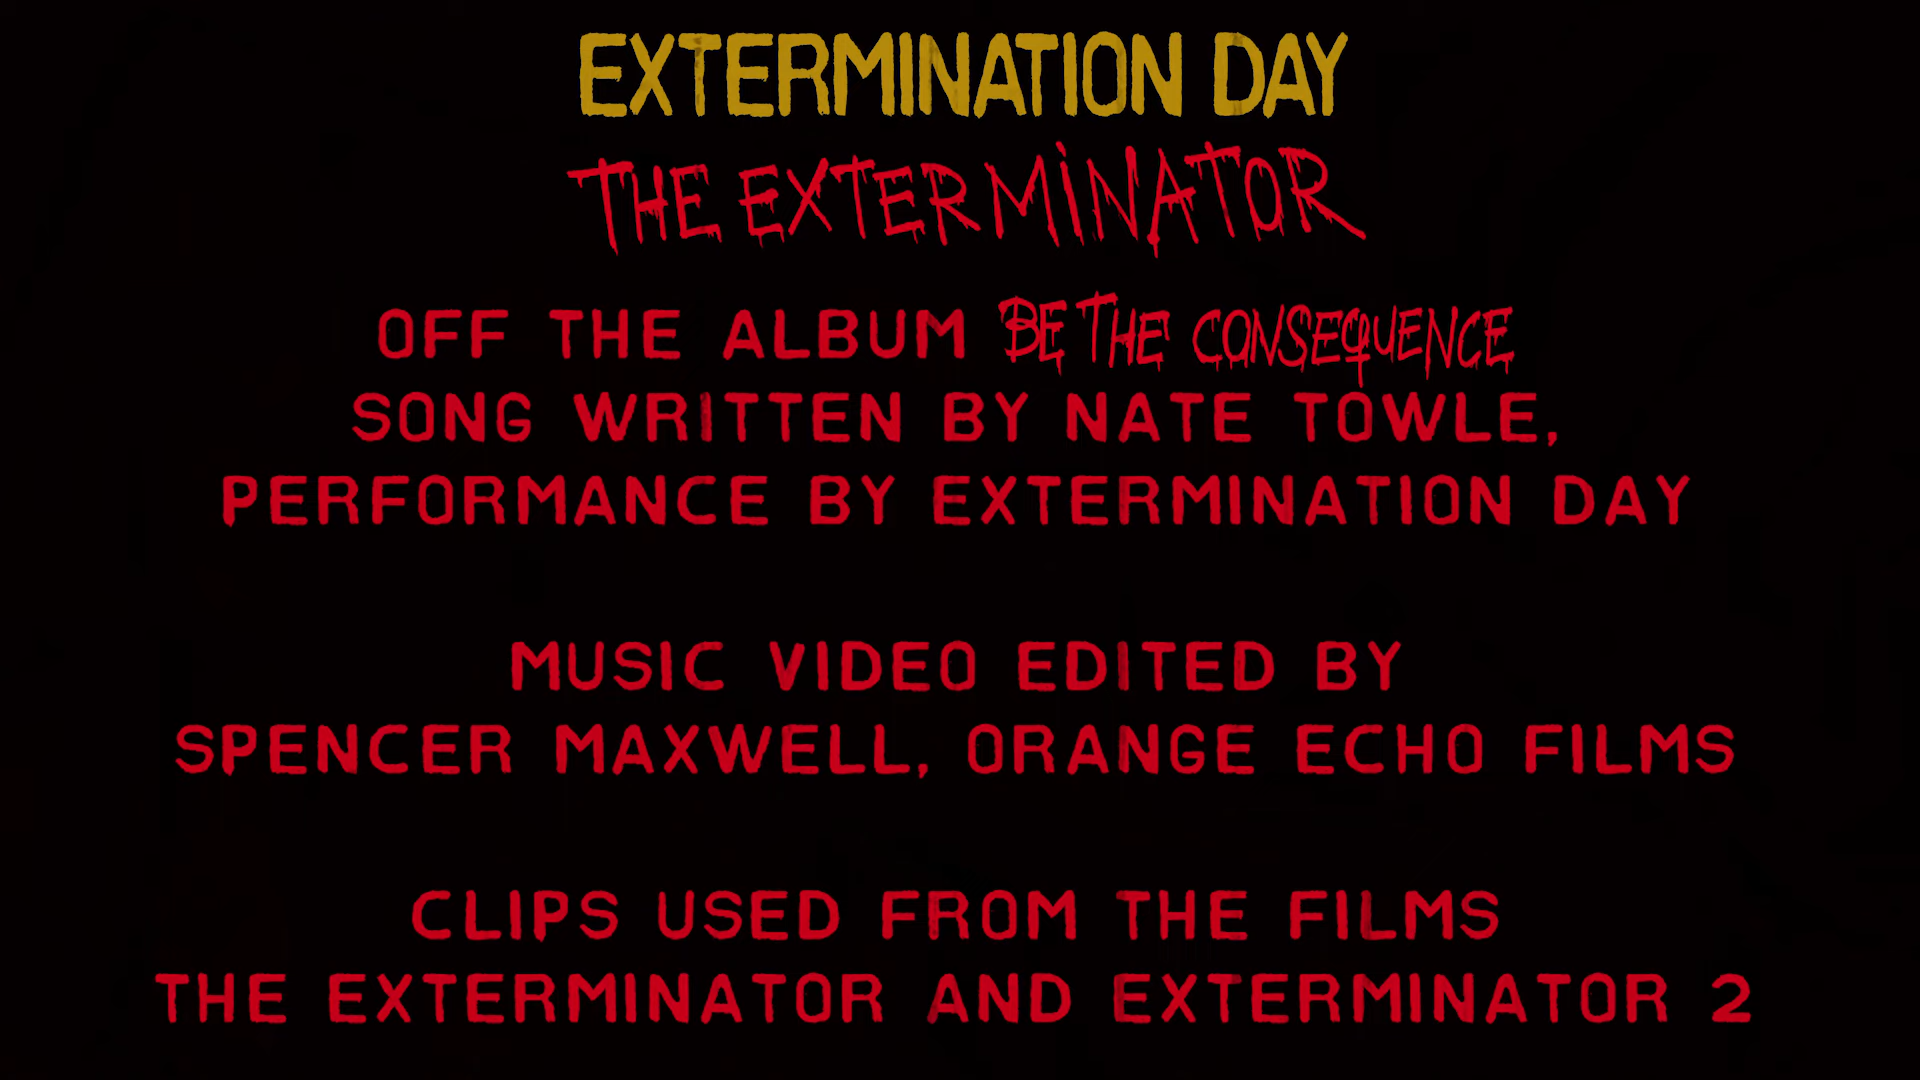 EXTERMINATION DAY
THE EXTERMINATOR
OFF THE ALBUM BE THE CONSEQUENCE
SONG WRITTEN BY NATE TOWLE,
PERFORMANCE BY EXTERMINATION DAY
MUSIC VIDEO EDITED BY
SPENCER MAXWELL, ORANGE ECHO FILMS
CLIPS USED FROM THE FILMS
THE EXTERMINATOR AND EXTERMINATOR 2